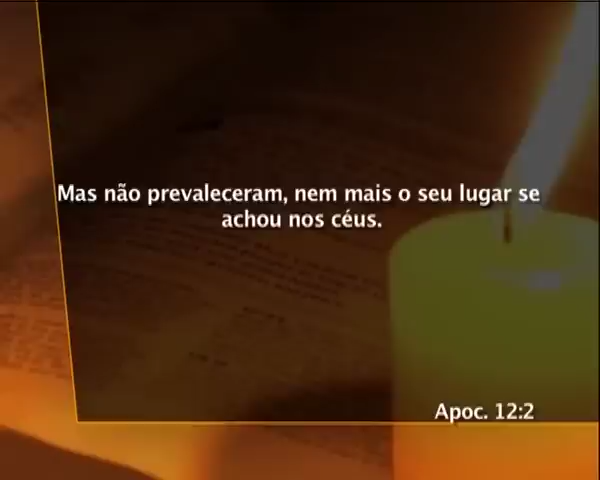 Mas não prevaleceram, nem mais o seu lugar se
achou nos céus.
Apoc. 12:2